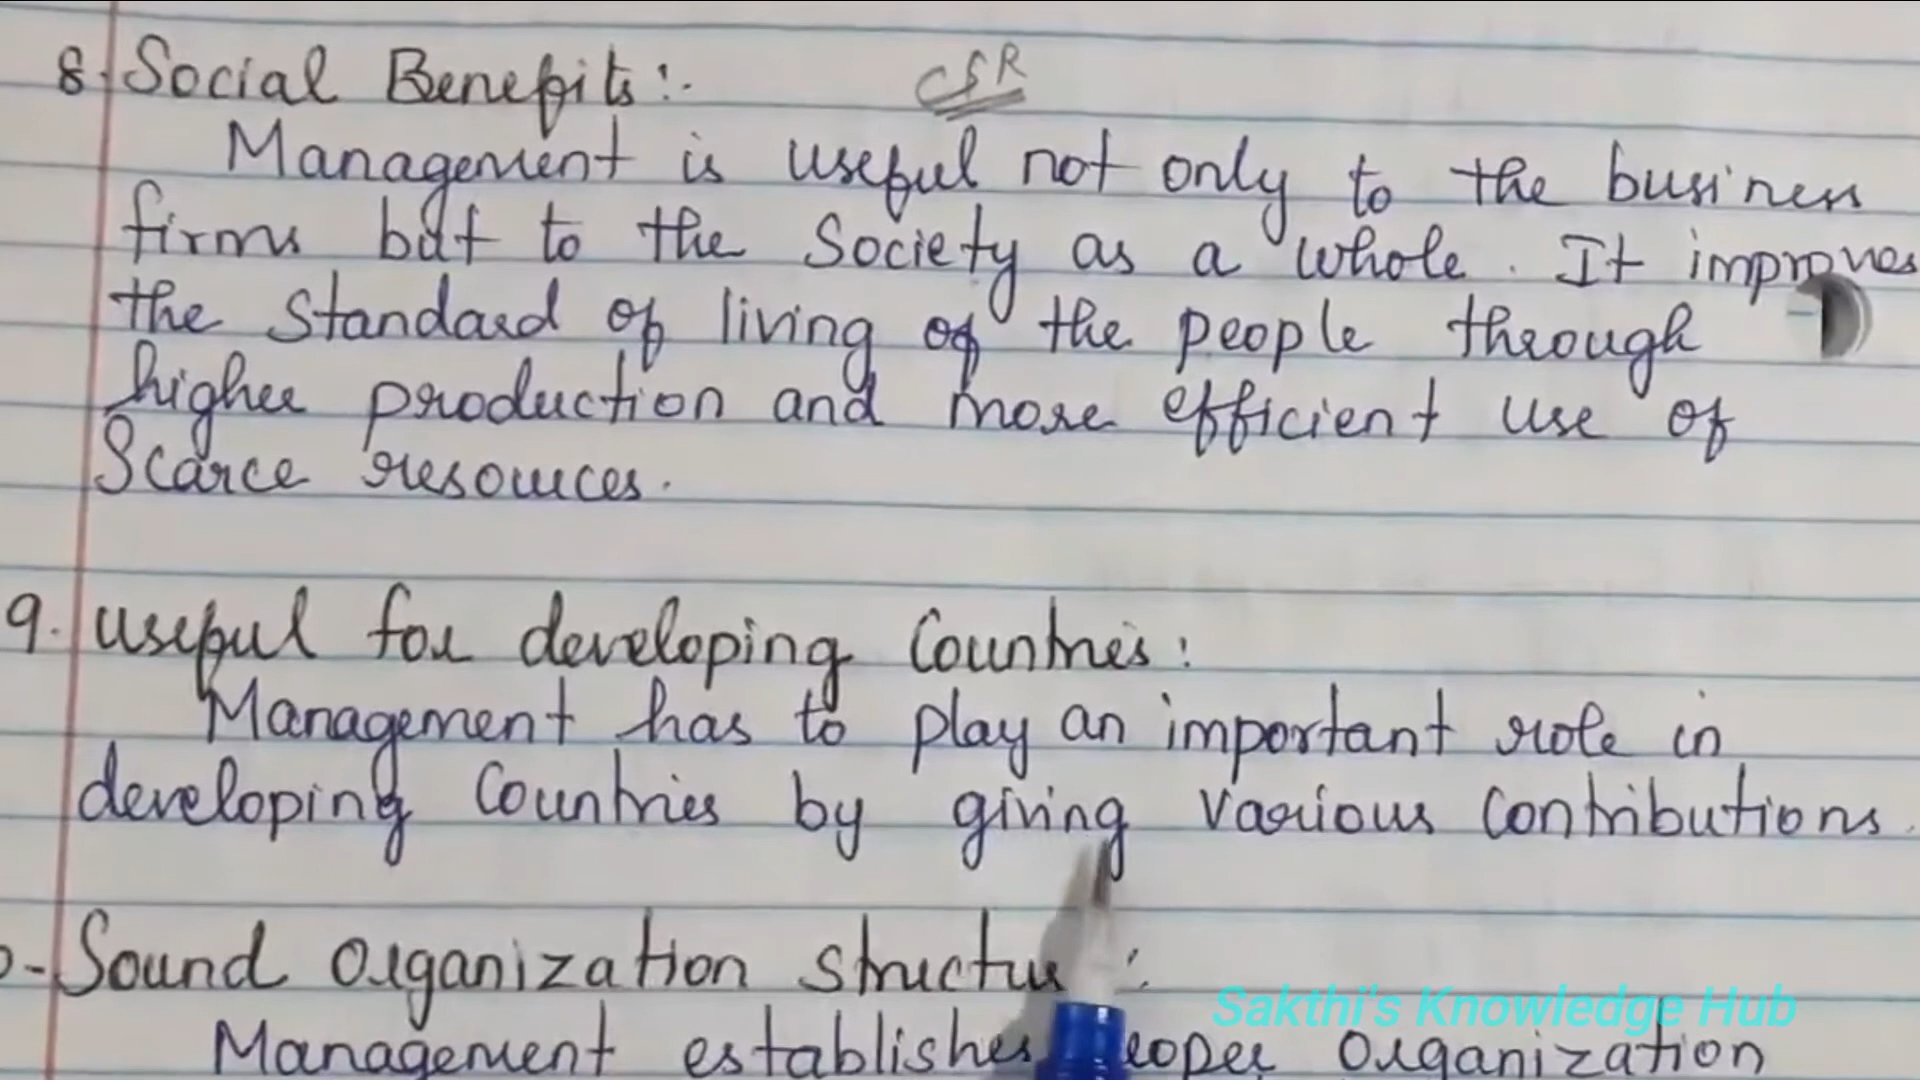 8. Social Benefits :- CSR
Management is useful not only to the business
firms but to the Society as a whole. It improves
the standard of living of the people through
higher production and more efficient use of
Scarce resources.
9. Useful for developing Countries:
Management has to play an important role in
developing Countries by giving various Contributions.
Sound Organization structu :
Sakthi's Knowledge Hub
Management establishes Organization